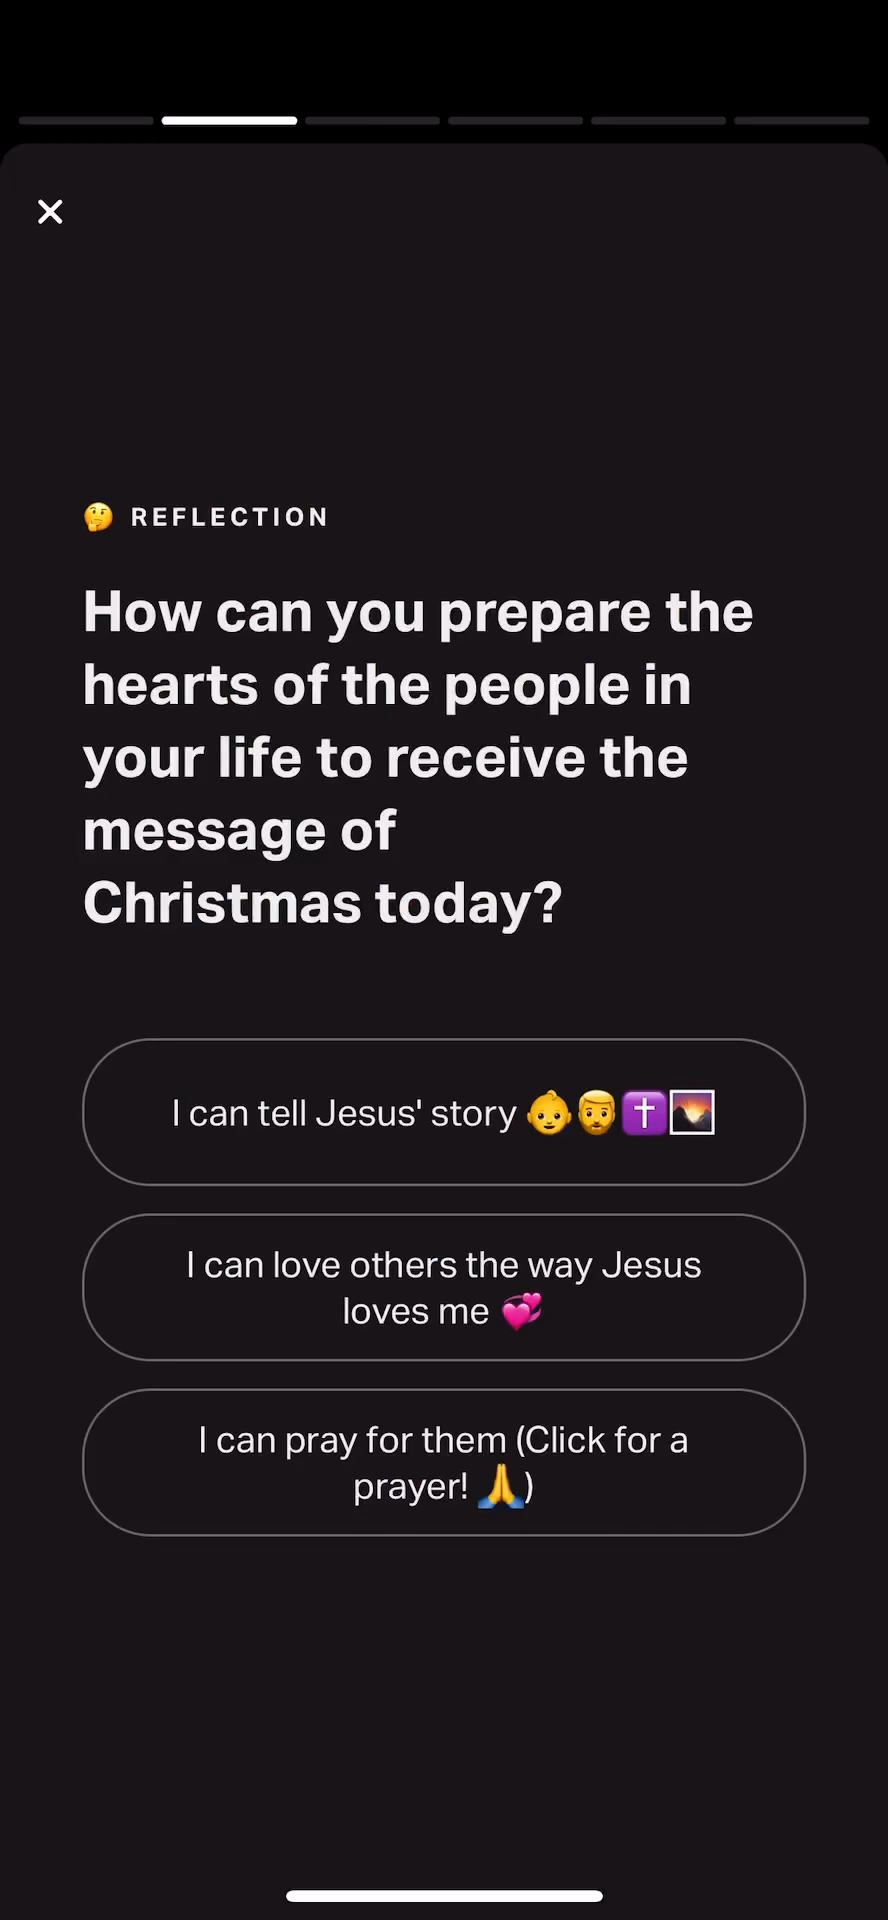 🤔 REFLECTION
How can you prepare the
hearts of the people in
your life to receive the
message of
Christmas today?
I can tell Jesus' story 👶🧔✝️🌄
I can love others the way Jesus
loves me 💞
I can pray for them (Click for a
prayer! 🙏)